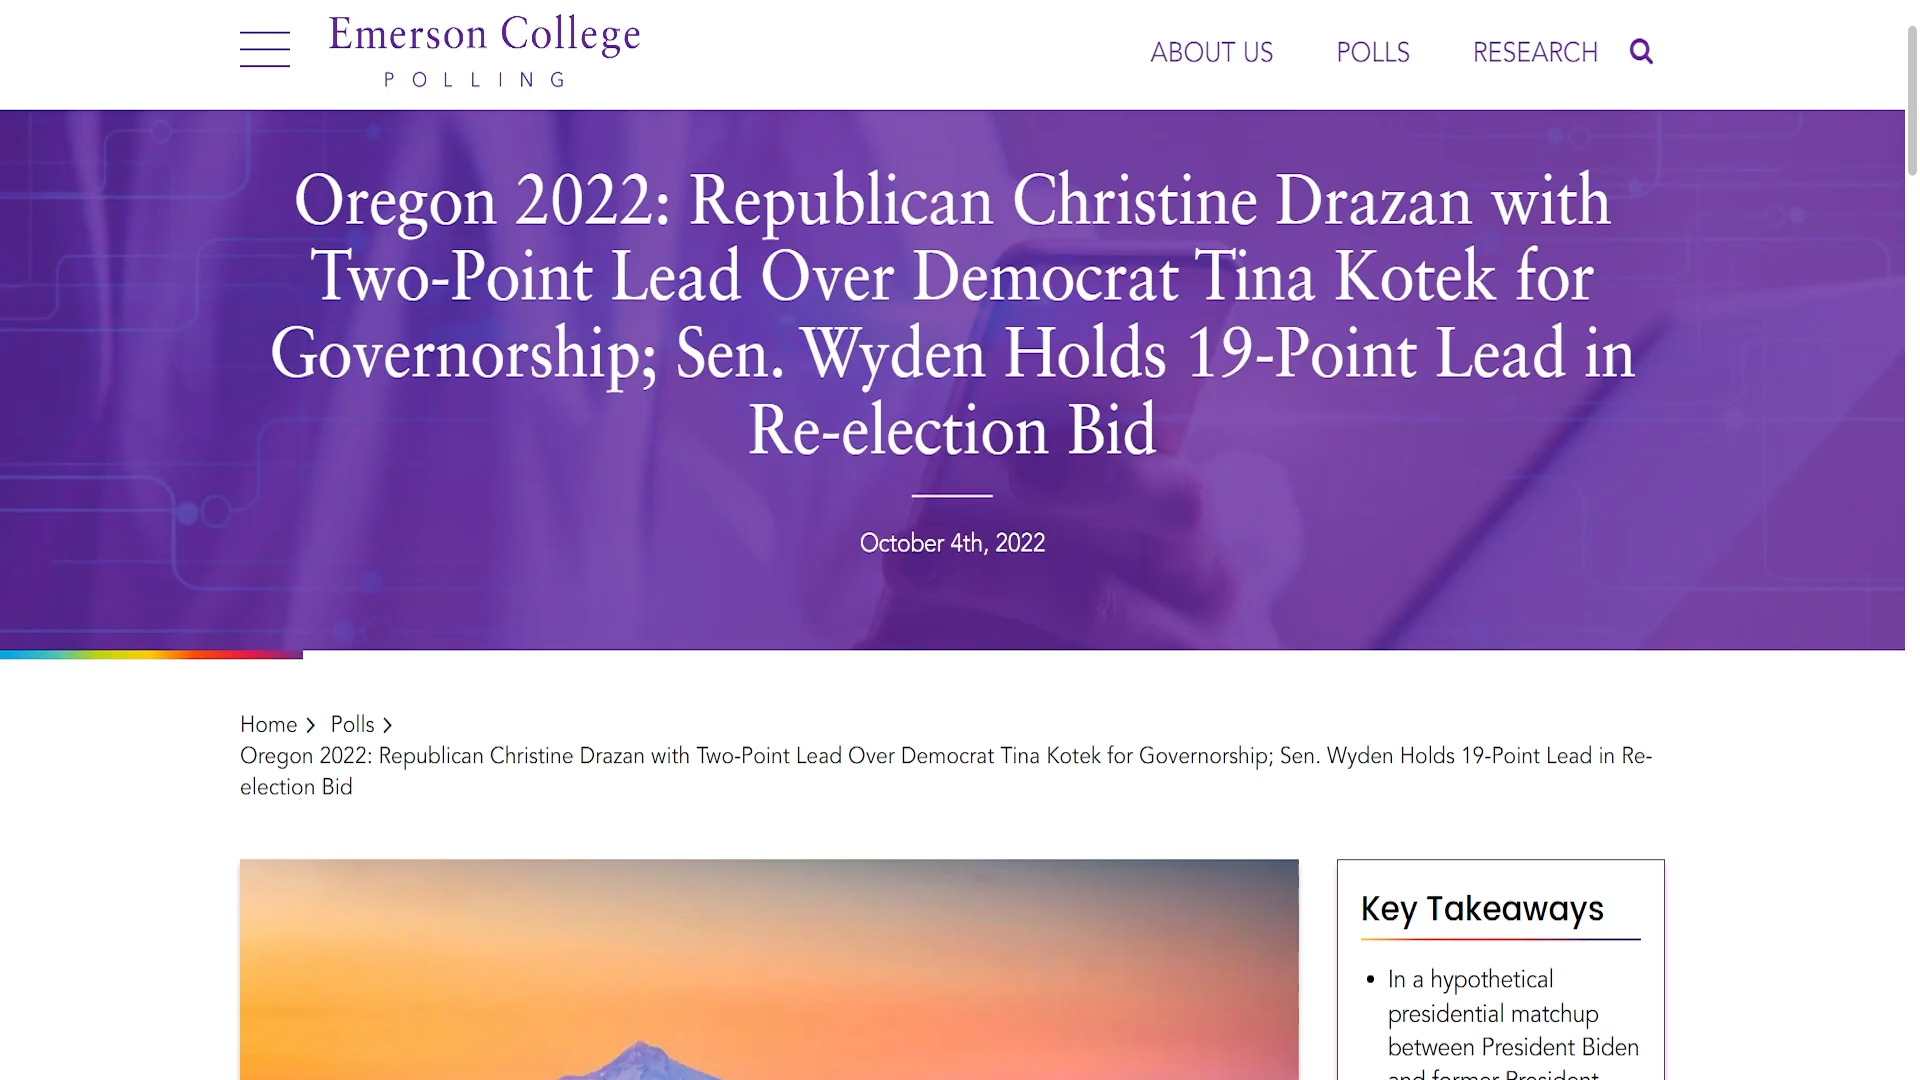 Emerson College
POLLING
ABOUT US
POLLS
RESEARCH
Oregon 2022: Republican Christine Drazan with
Two-Point Lead Over Democrat Tina Kotek for
Governorship; Sen. Wyden Holds 19-Point Lead in
Re-election Bid
October 4th, 2022
Home
Polls
Oregon 2022: Republican Christine Drazan with Two-Point Lead Over Democrat Tina Kotek for Governorship; Sen. Wyden Holds 19-Point Lead in Re-
election Bid
Key Takeaways
In a hypothetical
presidential matchup
between President Biden
and former President